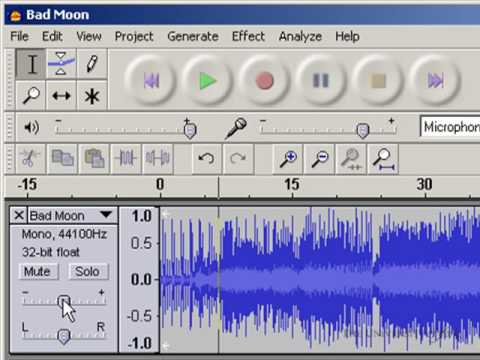 Bad Moon
File Edit View Project Generate Effect Analyze Help
- + - + Microphon
-15 0 15 30
Bad Moon
Mono, 44100Hz
32-bit float
Mute Solo
- +
L R
1.0
0.5
0.0
-0.5
-1.0